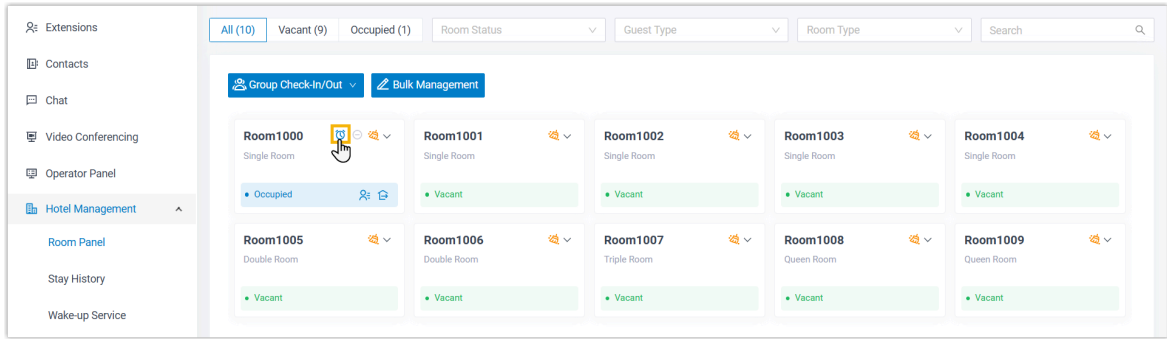 Extensions
Contacts
Chat
Video Conferencing
Operator Panel
Hotel Management
Room Panel
Stay History
Wake-up Service
All (10) Vacant (9) Occupied (1) Room Status Guest Type Room Type Search
Group Check-In/Out Bulk Management
Room1000 Room1001 Room1002 Room1003 Room1004
Single Room Single Room Single Room Single Room Single Room
Occupied Vacant Vacant Vacant Vacant
Room1005 Room1006 Room1007 Room1008 Room1009
Double Room Double Room Triple Room Queen Room Queen Room
Vacant Vacant Vacant Vacant Vacant